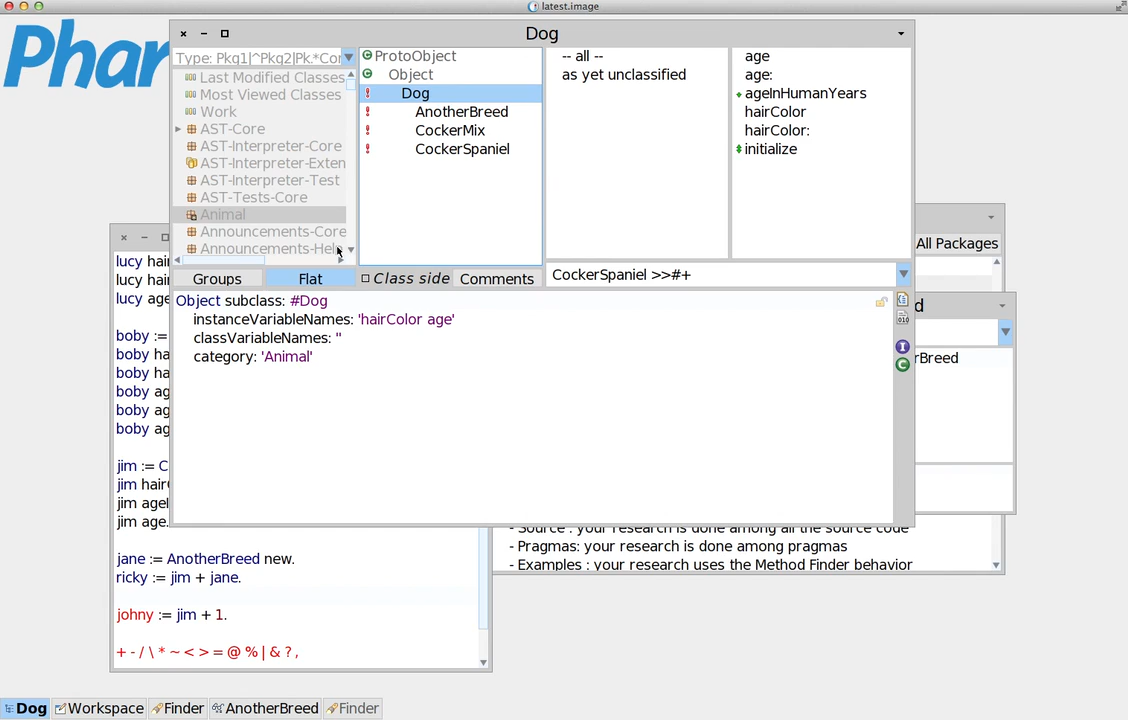 latest.image
Phar
Dog
Type: Pkg1|^Pkg2|Pk.*Cor
Last Modified Classes
Most Viewed Classes
Work
AST-Core
AST-Interpreter-Core
AST-Interpreter-Exten
AST-Interpreter-Test
AST-Tests-Core
Animal
Announcements-Core
Announcements-Help
ProtoObject
Object
Dog
AnotherBreed
CockerMix
CockerSpaniel
-- all --
as yet unclassified
age
age:
ageInHumanYears
hairColor
hairColor:
initialize
Groups
Flat
Class side
Comments
CockerSpaniel >>#+
Object subclass: #Dog
instanceVariableNames: 'hairColor age'
classVariableNames: ''
category: 'Animal'
010
I
C
lucy hair
lucy hair
lucy age
boby :=
boby ha
boby ha
boby ag
boby ag
boby ag
jim := C
jim hair
jim ageI
jim age.
jane := AnotherBreed new.
ricky := jim + jane.
johny := jim + 1.
+ - / \ * ~ < > = @ % | & ? ,
All Packages
d
rBreed
- Source : your research is done among all the source code
- Pragmas: your research is done among pragmas
- Examples : your research uses the Method Finder behavior
Dog
Workspace
Finder
AnotherBreed
Finder